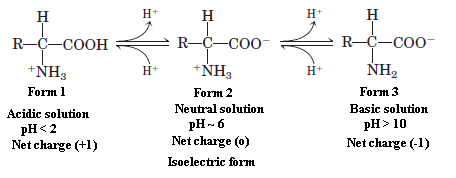 H H⁺ H H⁺ H
R–C–COOH R–C–COO⁻ R–C–COO⁻
⁺NH₃ H⁺ ⁺NH₃ H⁺ NH₂
Form 1 Form 2 Form 3
Acidic solution Neutral solution Basic solution
pH < 2 pH ~ 6 pH > 10
Net charge (+1) Net charge (o) Net charge (-1)
Isoelectric form